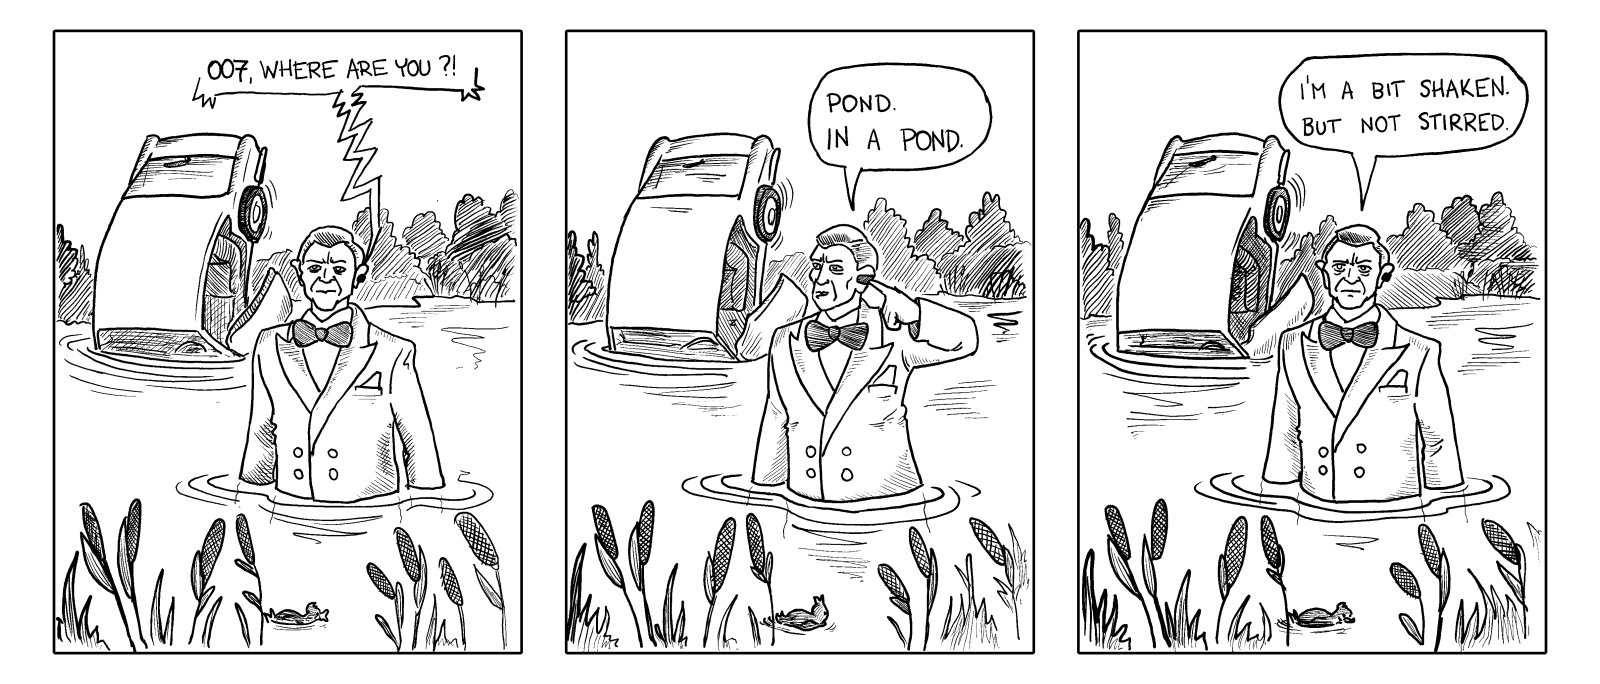 007, WHERE ARE YOU ?!
POND.
IN A POND.
I'M A BIT SHAKEN.
BUT NOT STIRRED.